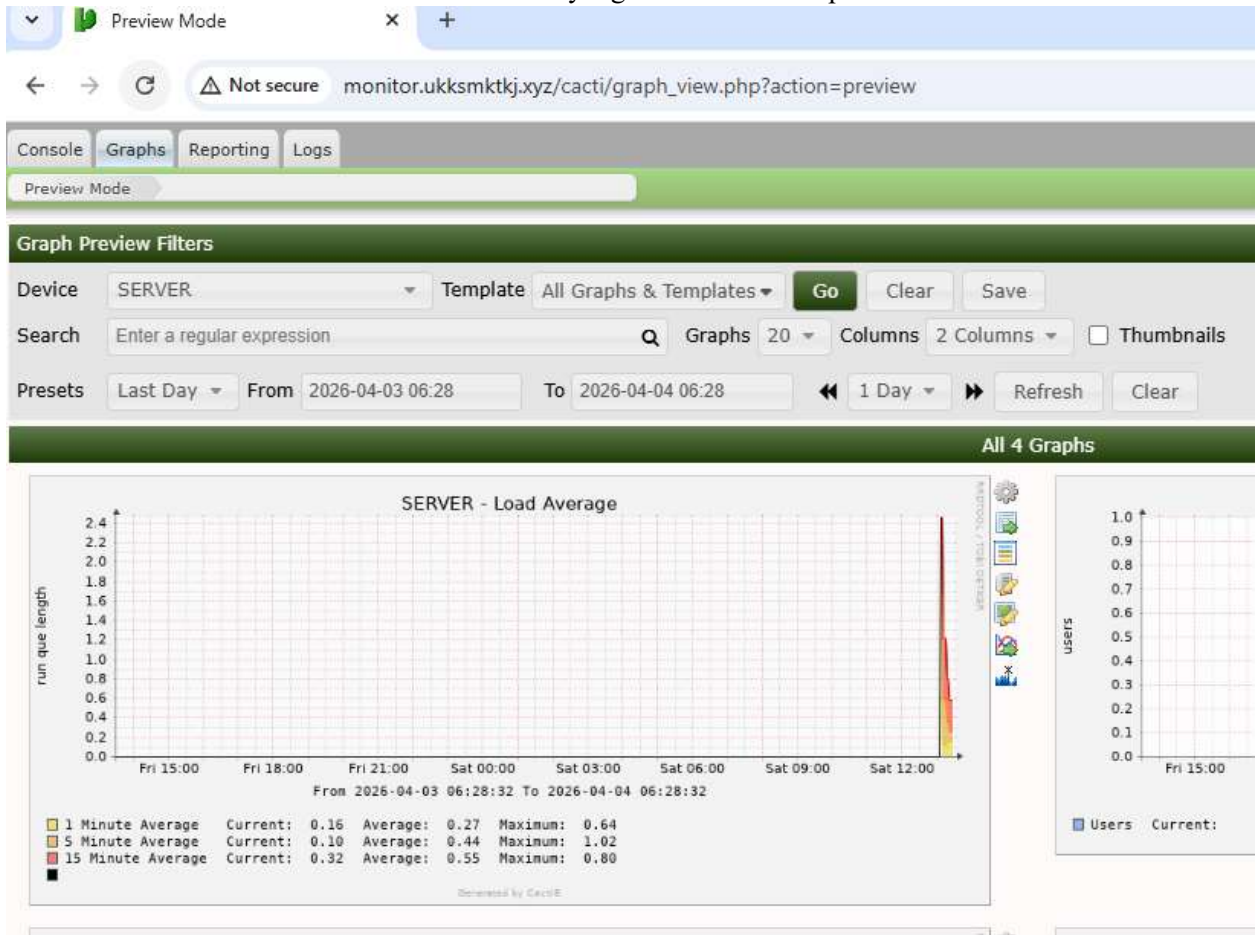 Preview Mode
Not secure monitor.ukksmktkj.xyz/cacti/graph_view.php?action=preview
Console Graphs Reporting Logs
Preview Mode
Graph Preview Filters
Device SERVER Template All Graphs & Templates Go Clear Save
Search Enter a regular expression Graphs 20 Columns 2 Columns Thumbnails
Presets Last Day From 2026-04-03 06:28 To 2026-04-04 06:28 1 Day Refresh Clear
All 4 Graphs
SERVER - Load Average
RRDTOOL / TOBI OETIKER
run que length
2.4
2.2
2.0
1.8
1.6
1.4
1.2
1.0
0.8
0.6
0.4
0.2
0.0
Fri 15:00 Fri 18:00 Fri 21:00 Sat 00:00 Sat 03:00 Sat 06:00 Sat 09:00 Sat 12:00
From 2026-04-03 06:28:32 To 2026-04-04 06:28:32
1 Minute Average Current: 0.16 Average: 0.27 Maximum: 0.64
5 Minute Average Current: 0.10 Average: 0.44 Maximum: 1.02
15 Minute Average Current: 0.32 Average: 0.55 Maximum: 0.80
Generated by Cacti®
users
1.0
0.9
0.8
0.7
0.6
0.5
0.4
0.3
0.2
0.1
0.0
Fri 15:00
Users Current: